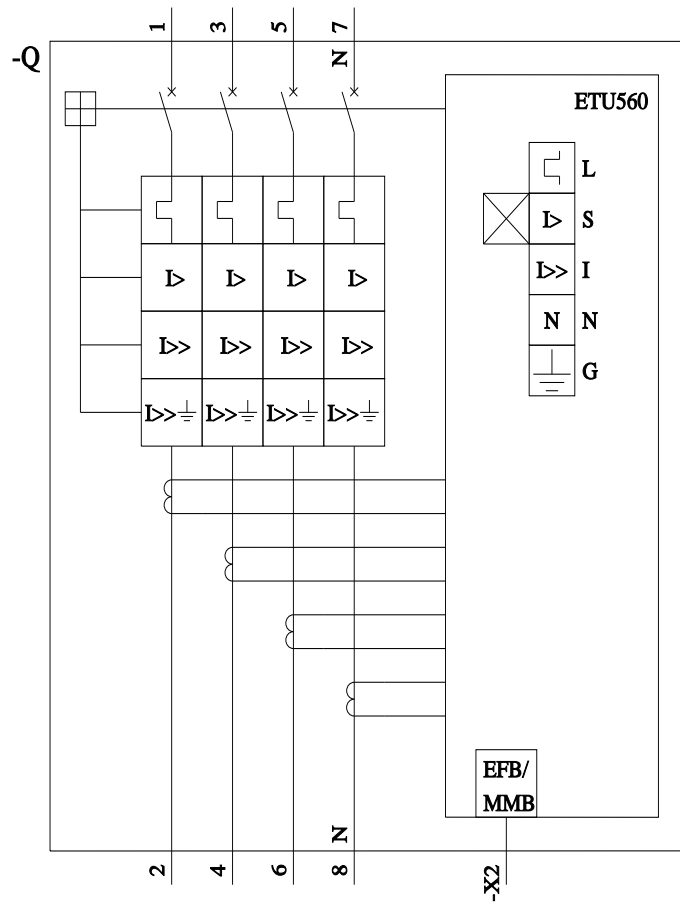 1 3 5 7
N
-Q
ETU560
L
I> S
I>> I
N N
G
I> I> I> I>
I>> I>> I>> I>>
I>> I>> I>> I>>
EFB/
MMB
N
2 4 6 8
-X2